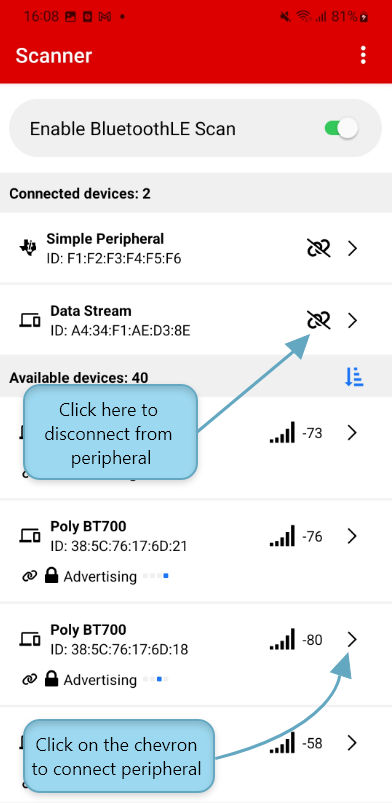 16:08 81%
Scanner
Enable BluetoothLE Scan
Connected devices: 2
Simple Peripheral
ID: F1:F2:F3:F4:F5:F6
Data Stream
ID: A4:34:F1:AE:D3:8E
Available devices: 40
Click here to
disconnect from
peripheral
-73
Poly BT700
-76
ID: 38:5C:76:17:6D:21
Advertising
Poly BT700
-80
ID: 38:5C:76:17:6D:18
Advertising
Click on the chevron
to connect peripheral
-58